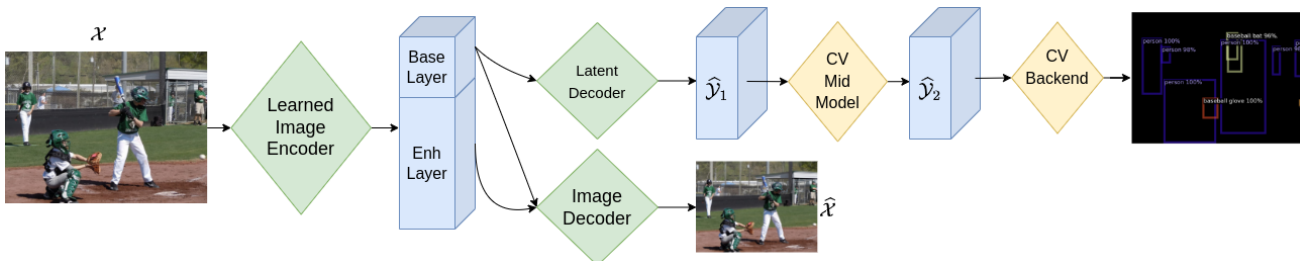 𝒳
Learned
Image
Encoder
Base
Layer
Enh
Layer
Latent
Decoder
Image
Decoder
𝒴̂₁
CV
Mid
Model
𝒴̂₂
CV
Backend
𝒳̂
baseball bat 98%
person 100%
person 100%
person 98%
person 100%
baseball glove 100%